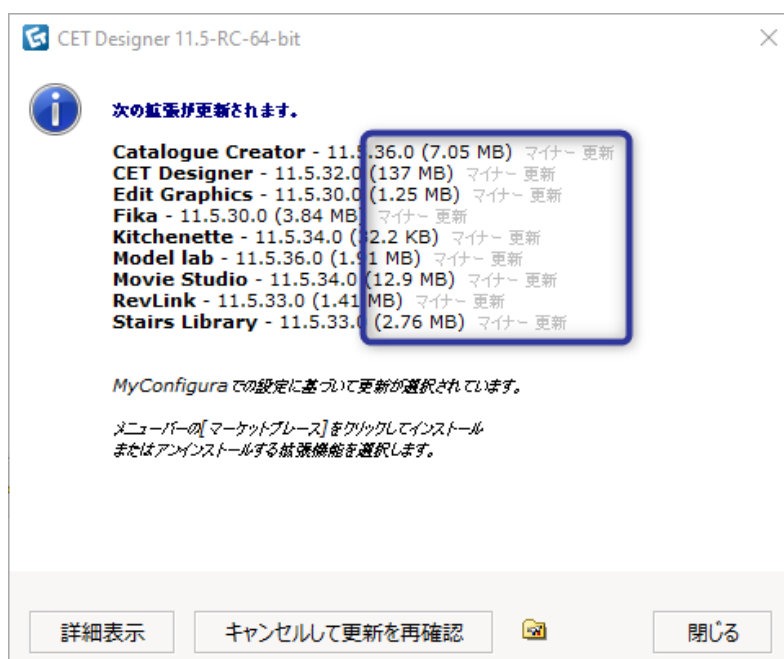 CET Designer 11.5-RC-64-bit
次の拡張が更新されます。
Catalogue Creator - 11.5.36.0 (7.05 MB) マイナー 更新
CET Designer - 11.5.32.0 (137 MB) マイナー 更新
Edit Graphics - 11.5.30.0 (1.25 MB) マイナー 更新
Fika - 11.5.30.0 (3.84 MB) マイナー 更新
Kitchenette - 11.5.34.0 (32.2 KB) マイナー 更新
Model lab - 11.5.36.0 (1.91 MB) マイナー 更新
Movie Studio - 11.5.34.0 (12.9 MB) マイナー 更新
RevLink - 11.5.33.0 (1.41 MB) マイナー 更新
Stairs Library - 11.5.33.0 (2.76 MB) マイナー 更新
MyConfigura での設定に基づいて更新が選択されています。
メニューバーの[マーケットプレース]をクリックしてインストール
またはアンインストールする拡張機能を選択します。
詳細表示 キャンセルして更新を再確認 閉じる